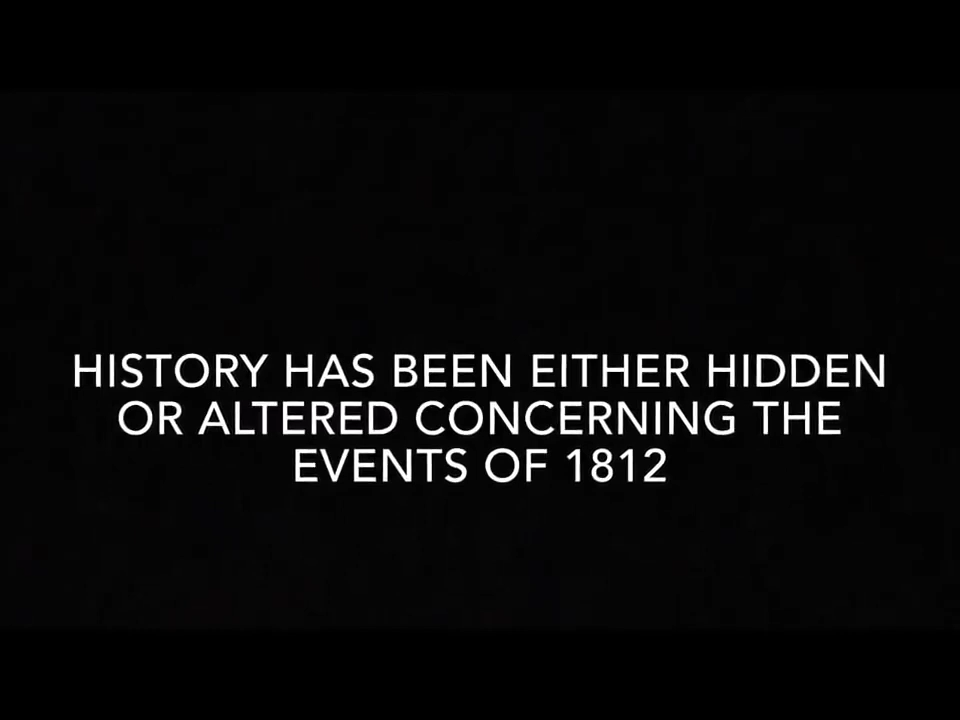 HISTORY HAS BEEN EITHER HIDDEN
OR ALTERED CONCERNING THE
EVENTS OF 1812